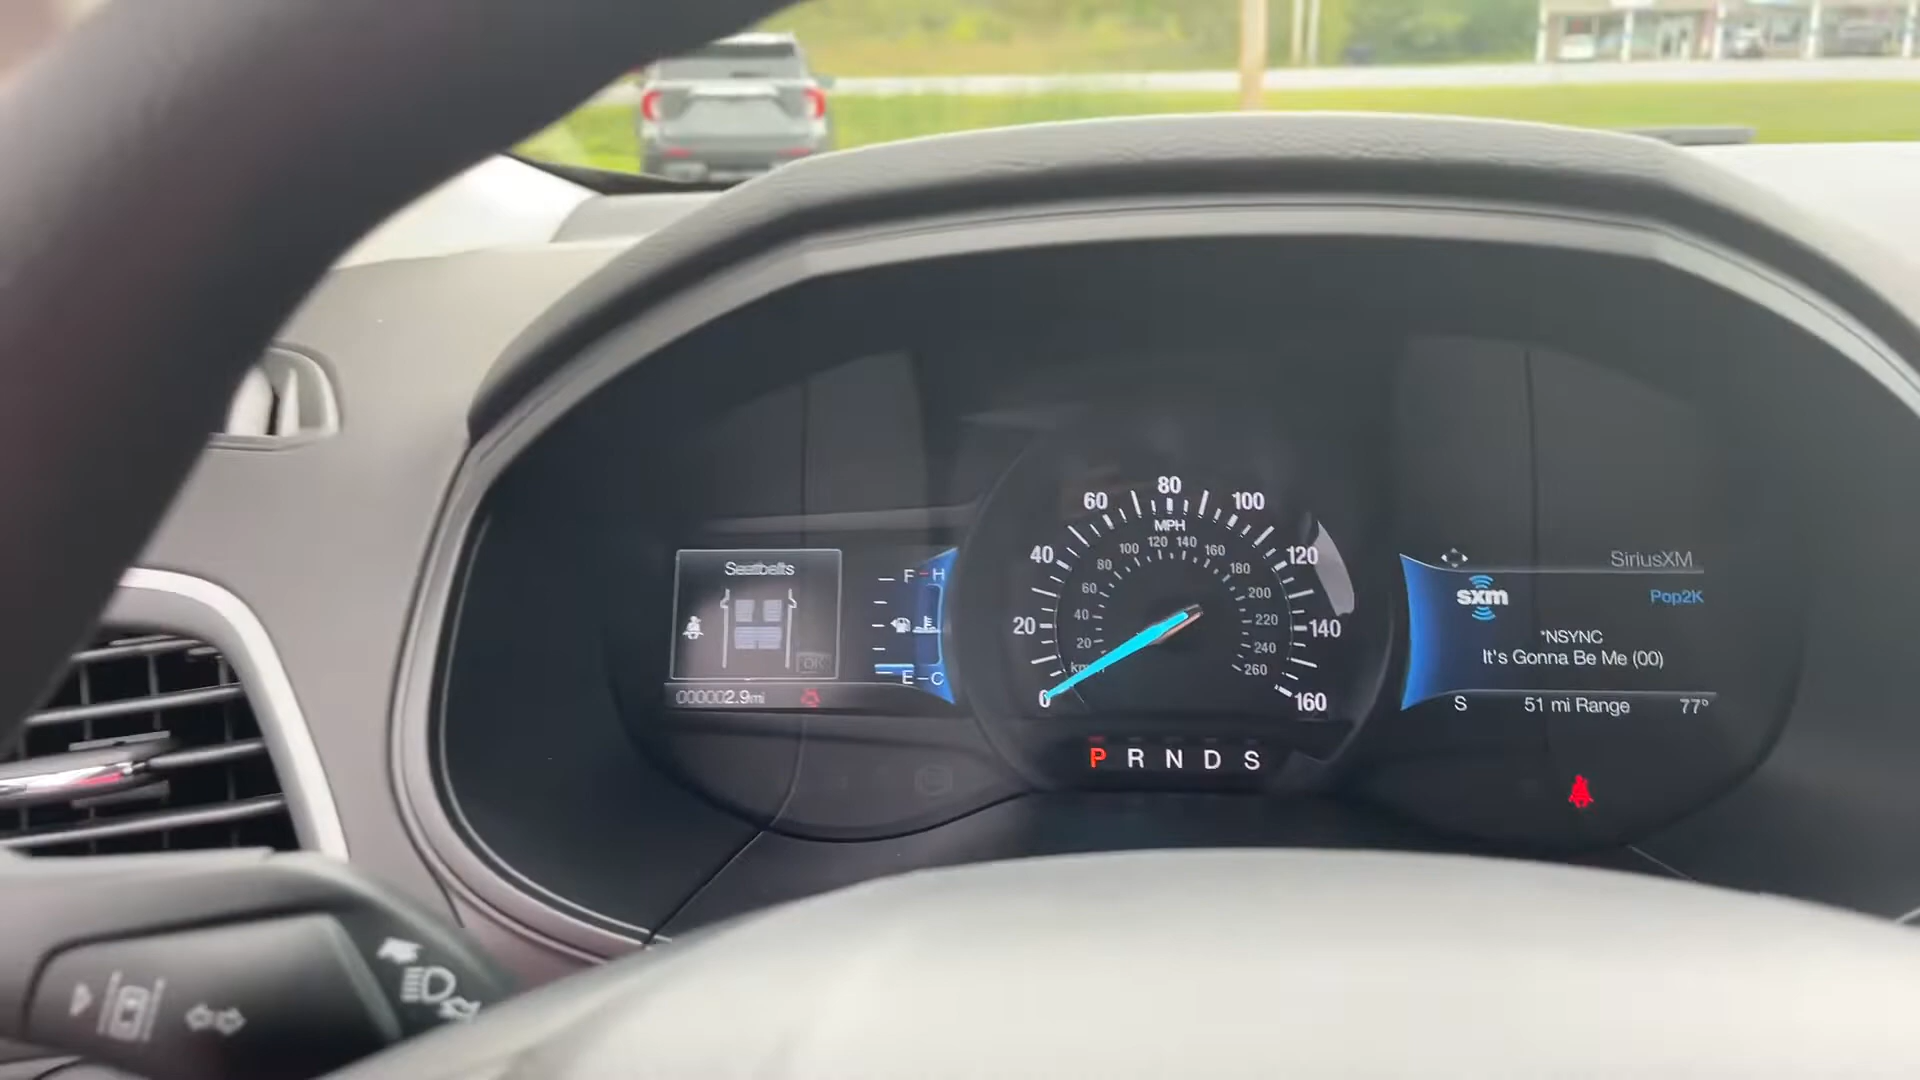 Seatbelts
OK
000002.9mi
F-H
E-C
0
20
40
60
80
100
120
140
160
MPH
km/h
20
40
60
80
100
120
140
160
180
200
220
240
260
P R N D S
SiriusXM
sxm
Pop2K
*NSYNC
It's Gonna Be Me (00)
S 51 mi Range 77°